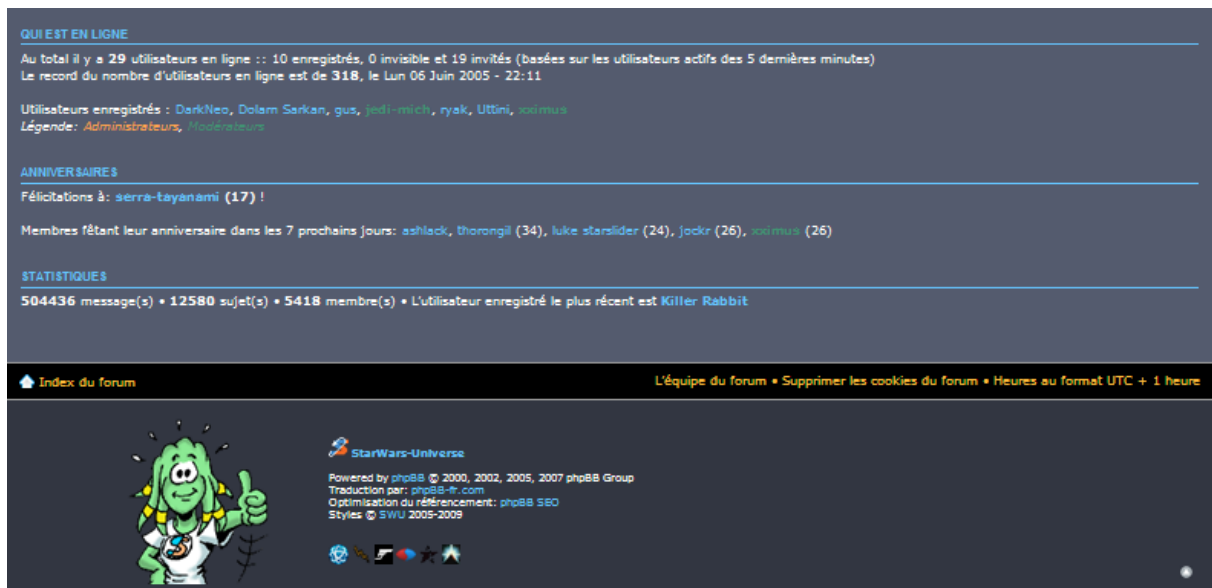 QUI EST EN LIGNE
Au total il y a 29 utilisateurs en ligne :: 10 enregistrés, 0 invisible et 19 invités (basées sur les utilisateurs actifs des 5 dernières minutes)
Le record du nombre d'utilisateurs en ligne est de 318, le Lun 06 Juin 2005 - 22:11
Utilisateurs enregistrés : DarkNeo, Dolam Sarkan, gus, jedi-mich, ryak, Uttini, xximus
Légende: Administrateurs, Modérateurs
ANNIVERSAIRES
Félicitations à: serra-tayanami (17) !
Membres fêtant leur anniversaire dans les 7 prochains jours: ashlack, thorongil (34), luke starslider (24), jockr (26), xximus (26)
STATISTIQUES
504436 message(s) • 12580 sujet(s) • 5418 membre(s) • L'utilisateur enregistré le plus récent est Killer Rabbit
Index du forum
L'équipe du forum • Supprimer les cookies du forum • Heures au format UTC + 1 heure
StarWars-Universe
Powered by phpBB © 2000, 2002, 2005, 2007 phpBB Group
Traduction par: phpBB-fr.com
Optimisation du référencement: phpBB SEO
Styles © SWU 2005-2009